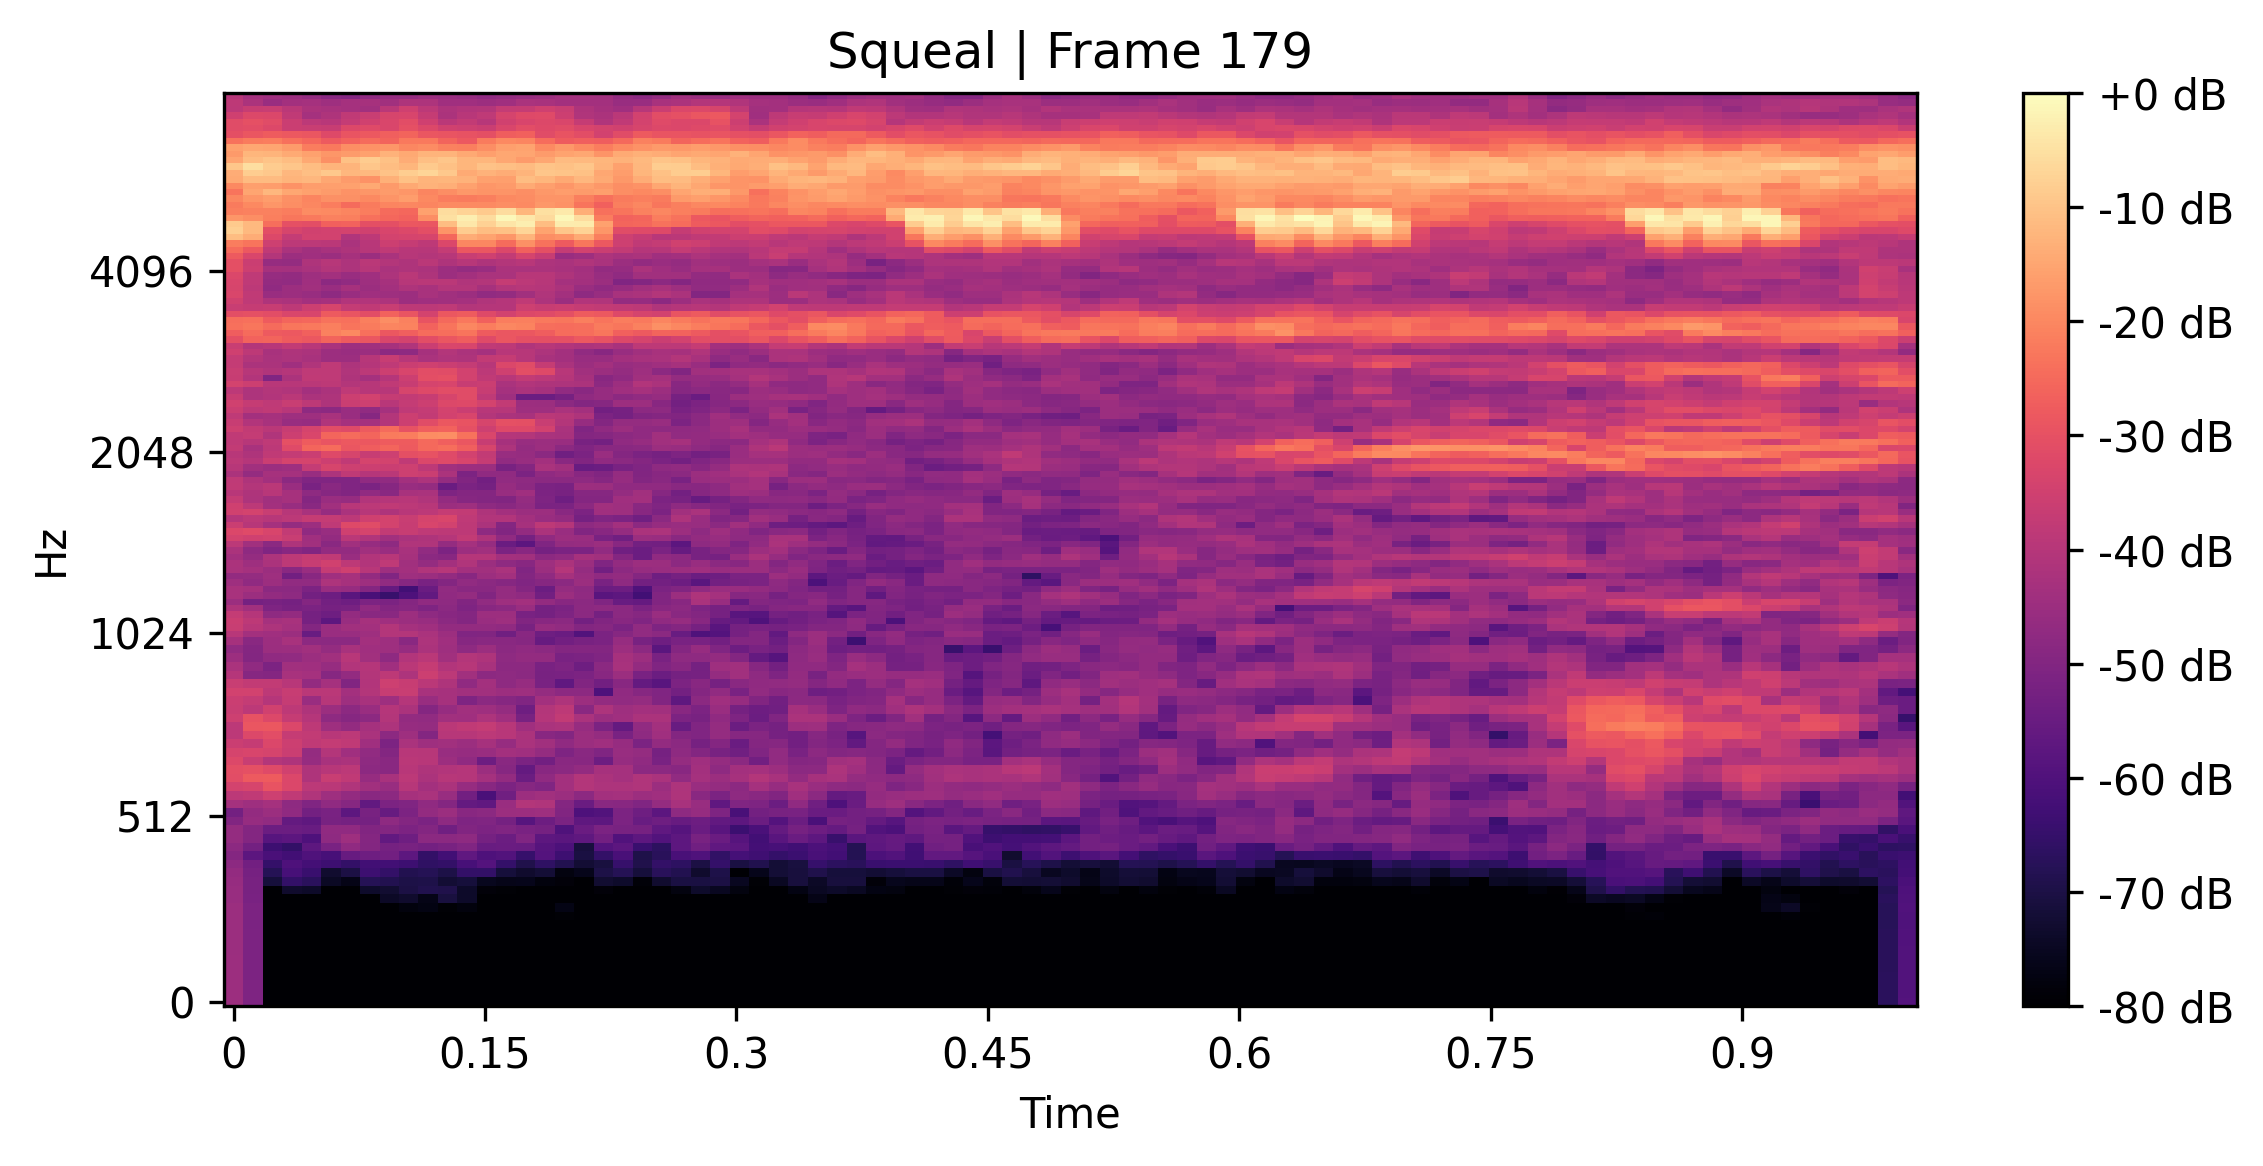 Squeal | Frame 179
+0 dB
-10 dB
-20 dB
-30 dB
-40 dB
-50 dB
-60 dB
-70 dB
-80 dB
4096
2048
1024
512
0
Hz
0 0.15 0.3 0.45 0.6 0.75 0.9
Time